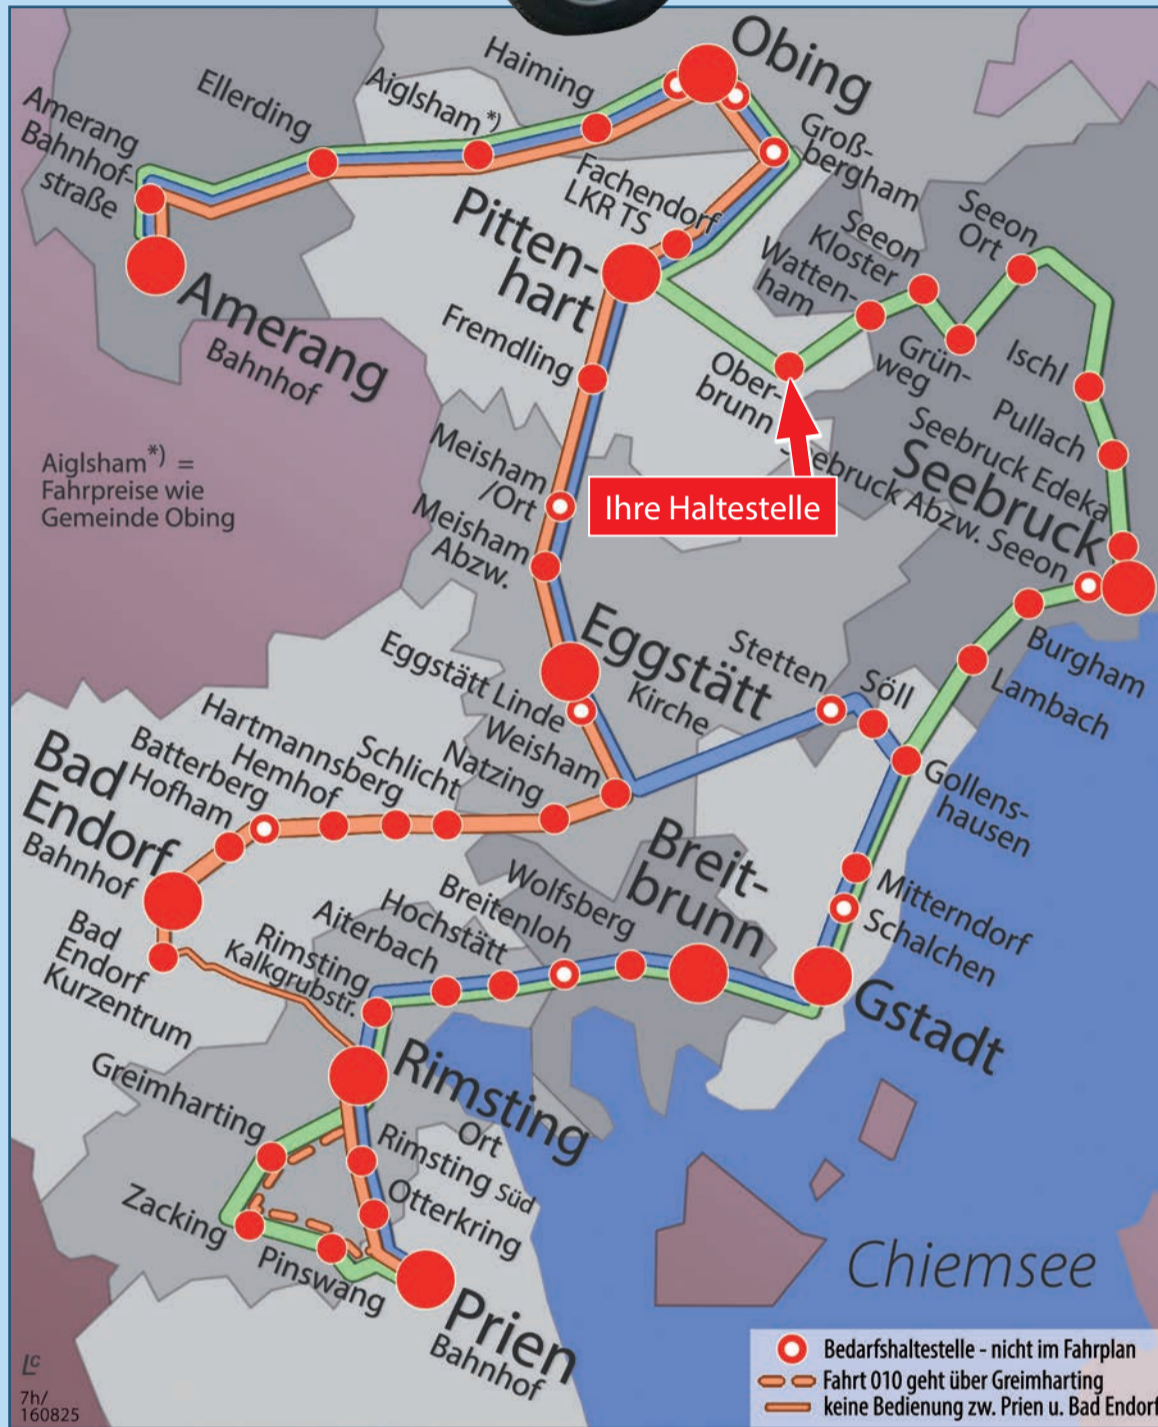 Obing
Haiming
Aiglsham*)
Ellerding
Amerang
Bahnhof-
straße
Groß-
bergham
Fachendorf
LKR TS
Pitten-
hart
Seeon
Ort
Seeon
Kloster
Watten-
ham
Amerang
Bahnhof
Fremdling
Ober-
brunn
Grün-
weg
Ischl
Pullach
Seebruck Edeka
Seebruck
Seebruck Abzw. Seeon
Aiglsham*) =
Fahrpreise wie
Gemeinde Obing
Meisham
/Ort
Ihre Haltestelle
Meisham
Abzw.
Eggstätt
Kirche
Eggstätt Linde
Weisham
Stetten
Söll
Burgham
Lambach
Gollens-
hausen
Hartmannsberg
Batterberg
Hemhof
Schlicht
Natzing
Hofham
Bad
Endorf
Bahnhof
Breit-
brunn
Wolfsberg
Breitenloh
Hochstätt
Aiterbach
Mitterndorf
Schalchen
Gstadt
Rimsting
Kalkgrubstr.
Bad
Endorf
Kurzentrum
Rimsting
Ort
Greimharting
Rimsting Süd
Otterkring
Zacking
Pinswang
Prien
Bahnhof
Chiemsee
Bedarfshaltestelle - nicht im Fahrplan
Fahrt 010 geht über Greimharting
keine Bedienung zw. Prien u. Bad Endorf
LC
7h/
160825